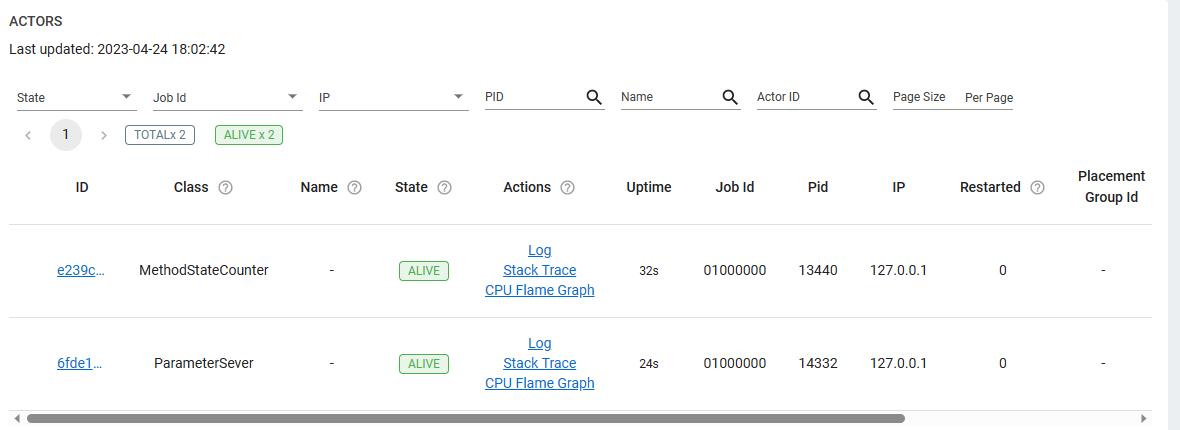 ACTORS
Last updated: 2023-04-24 18:02:42
State Job Id IP PID Name Actor ID Page Size Per Page
1 TOTALx 2 ALIVE x 2
ID Class Name State Actions Uptime Job Id Pid IP Restarted Placement Group Id
e239c... MethodStateCounter - ALIVE Log Stack Trace CPU Flame Graph 32s 01000000 13440 127.0.0.1 0 -
6fde1... ParameterSever - ALIVE Log Stack Trace CPU Flame Graph 24s 01000000 14332 127.0.0.1 0 -